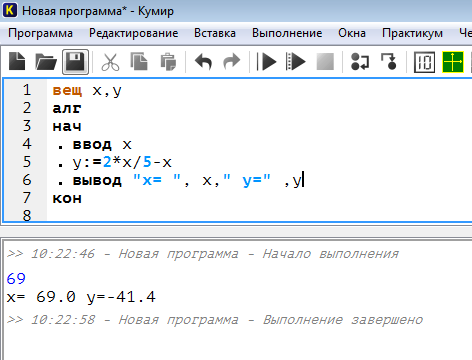 Новая программа* - Кумир
Программа Редактирование Вставка Выполнение Окна Практикум Че
1 вещ x,y
2 алг
3 нач
4 . ввод x
5 . y:=2*x/5-x
6 . вывод "x= ", x," y=" ,y
7 кон
8
>> 10:22:46 - Новая программа - Начало выполнения
69
x= 69.0 y=-41.4
>> 10:22:58 - Новая программа - Выполнение завершено